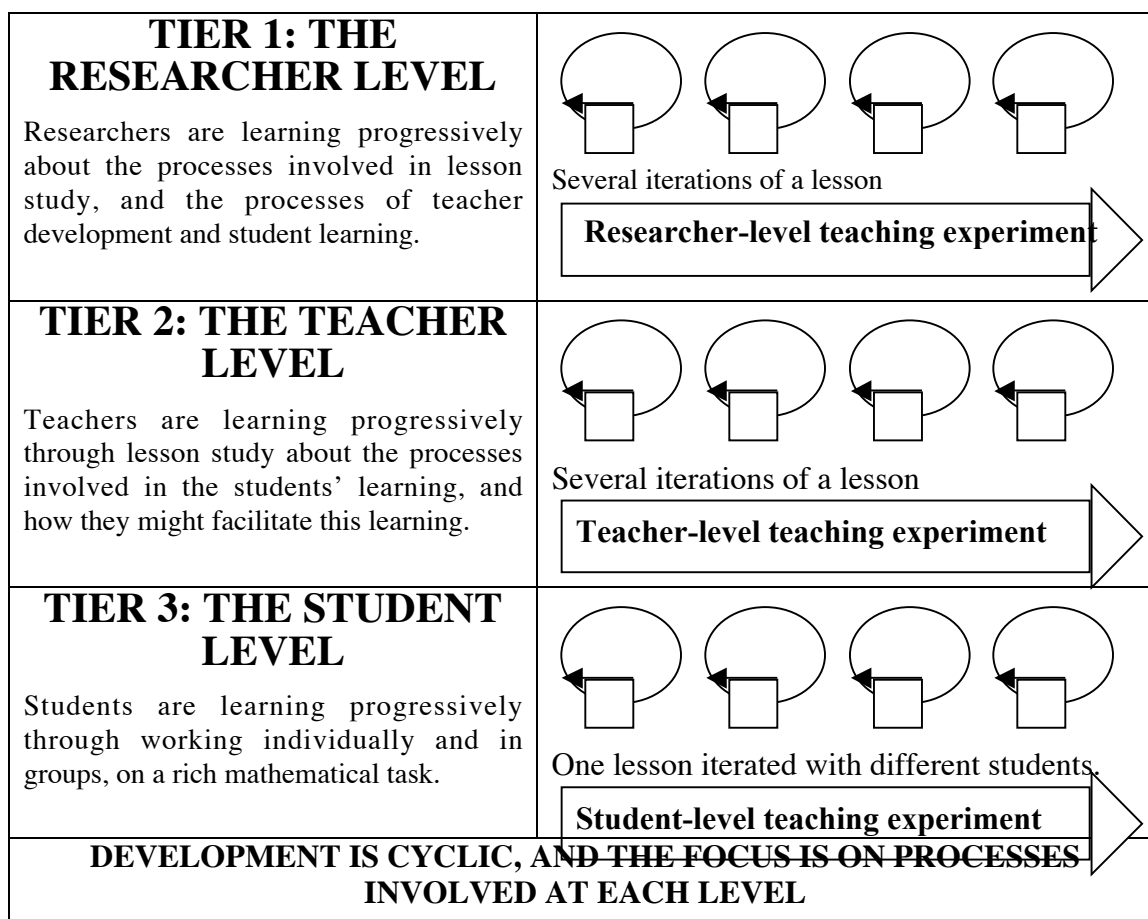 TIER 1: THE
RESEARCHER LEVEL
Researchers are learning progressively
about the processes involved in lesson
study, and the processes of teacher
development and student learning.
Several iterations of a lesson
Researcher-level teaching experiment
TIER 2: THE TEACHER
LEVEL
Teachers are learning progressively
through lesson study about the processes
involved in the students’ learning, and
how they might facilitate this learning.
Several iterations of a lesson
Teacher-level teaching experiment
TIER 3: THE STUDENT
LEVEL
Students are learning progressively
through working individually and in
groups, on a rich mathematical task.
One lesson iterated with different students.
Student-level teaching experiment
DEVELOPMENT IS CYCLIC, AND THE FOCUS IS ON PROCESSES
INVOLVED AT EACH LEVEL